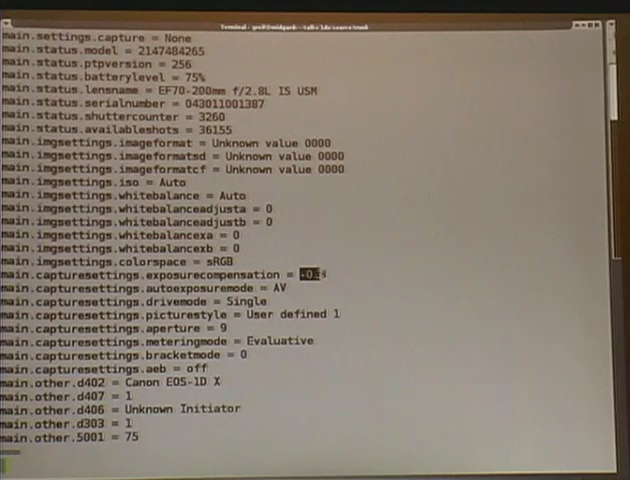 main.settings.capture = None
main.status.model = 2147484265
main.status.ptpversion = 256
main.status.batterylevel = 75%
main.status.lensname = EF70-200mm f/2.8L IS USM
main.status.serialnumber = 043011001387
main.status.shuttercounter = 3260
main.status.availableshots = 36155
main.imgsettings.imageformat = Unknown value 0000
main.imgsettings.imageformatsd = Unknown value 0000
main.imgsettings.imageformatcf = Unknown value 0000
main.imgsettings.iso = Auto
main.imgsettings.whitebalance = Auto
main.imgsettings.whitebalanceadjusta = 0
main.imgsettings.whitebalanceadjustb = 0
main.imgsettings.whitebalancexa = 0
main.imgsettings.whitebalancexb = 0
main.imgsettings.colorspace = sRGB
main.capturesettings.exposurecompensation =
main.capturesettings.autoexposuremode = AV
main.capturesettings.drivemode = Single
main.capturesettings.picturestyle = User defined 1
main.capturesettings.aperture = 9
main.capturesettings.meteringmode = Evaluative
main.capturesettings.bracketmode = 0
main.capturesettings.aeb = off
main.other.d402 = Canon EOS-1D X
main.other.d407 = 1
main.other.d406 = Unknown Initiator
main.other.d303 = 1
main.other.5001 = 75